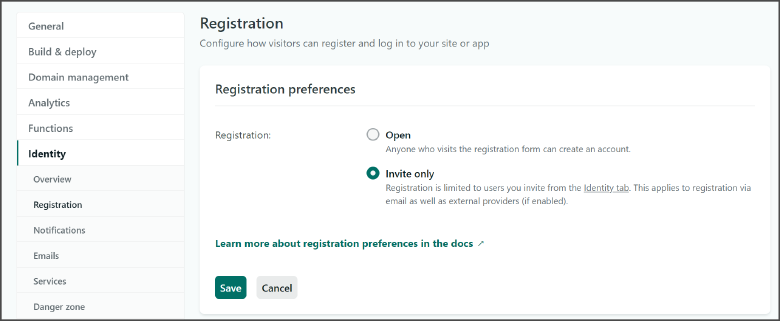 General
Build & deploy
Domain management
Analytics
Functions
Identity
Overview
Registration
Notifications
Emails
Services
Danger zone
Registration
Configure how visitors can register and log in to your site or app
Registration preferences
Registration:
Open
Anyone who visits the registration form can create an account.
Invite only
Registration is limited to users you invite from the Identity tab. This applies to registration via
email as well as external providers (if enabled).
Learn more about registration preferences in the docs ↗
Save
Cancel